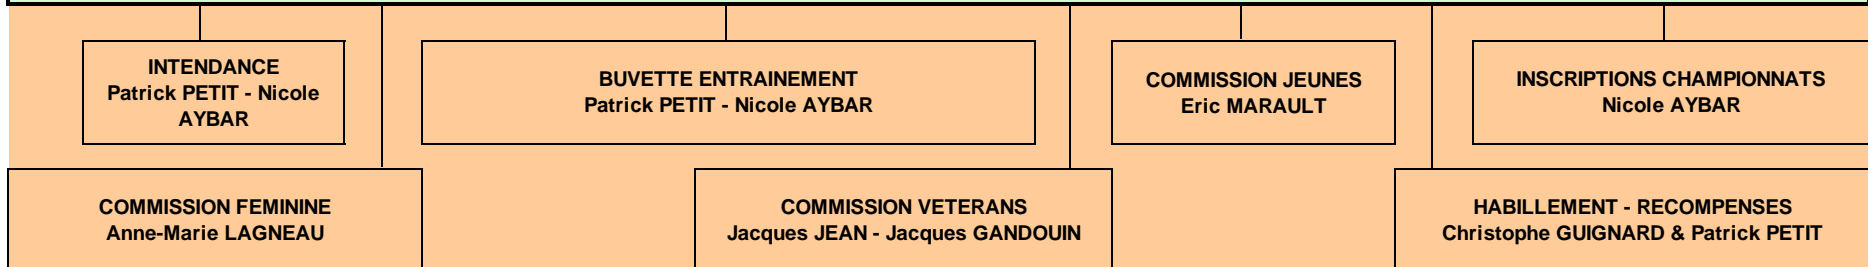 INTENDANCE
Patrick PETIT - Nicole
AYBAR
BUVETTE ENTRAINEMENT
Patrick PETIT - Nicole AYBAR
COMMISSION JEUNES
Eric MARAULT
INSCRIPTIONS CHAMPIONNATS
Nicole AYBAR
COMMISSION FEMININE
Anne-Marie LAGNEAU
COMMISSION VETERANS
Jacques JEAN - Jacques GANDOUIN
HABILLEMENT - RECOMPENSES
Christophe GUIGNARD & Patrick PETIT